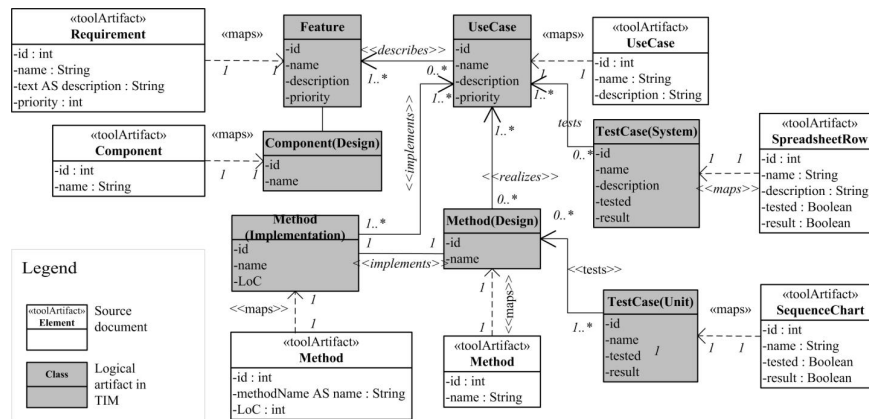 «toolArtifact»
Requirement
-id : int
-name : String
-text AS description : String
-priority : int
«maps»
1
1
Feature
-id
-name
-description
-priority
<<describes>>
1..*
0..*
UseCase
-id
-name
-description
-priority
«maps»
1
1
«toolArtifact»
UseCase
-id : int
-name : String
-description : String
«toolArtifact»
Component
-id : int
-name : String
«maps»
1
1
Component(Design)
-id
-name
<<implements>>
1..*
1..*
<<realizes>>
1..*
0..*
tests
1..*
0..*
TestCase(System)
-id
-name
-description
-tested
-result
1
1
<<maps>>
«toolArtifact»
SpreadsheetRow
-id : int
-name : String
-description : String
-tested : Boolean
-result : Boolean
Method
(Implementation)
-id
-name
-LoC
1
1
<<implements>>
Method(Design)
-id
-name
0..*
<<tests>>
1..*
TestCase(Unit)
-id
-name
-tested
-result
1
«maps»
1
«toolArtifact»
SequenceChart
-id : int
-name : String
-tested : Boolean
-result : Boolean
<<maps>>
1
1
«toolArtifact»
Method
-id : int
-methodName AS name : String
-LoC : int
<<maps>>
1
1
«toolArtifact»
Method
-id : int
-name : String
Legend
«toolArtifact»
Element
Source
document
Class
Logical
artifact in
TIM